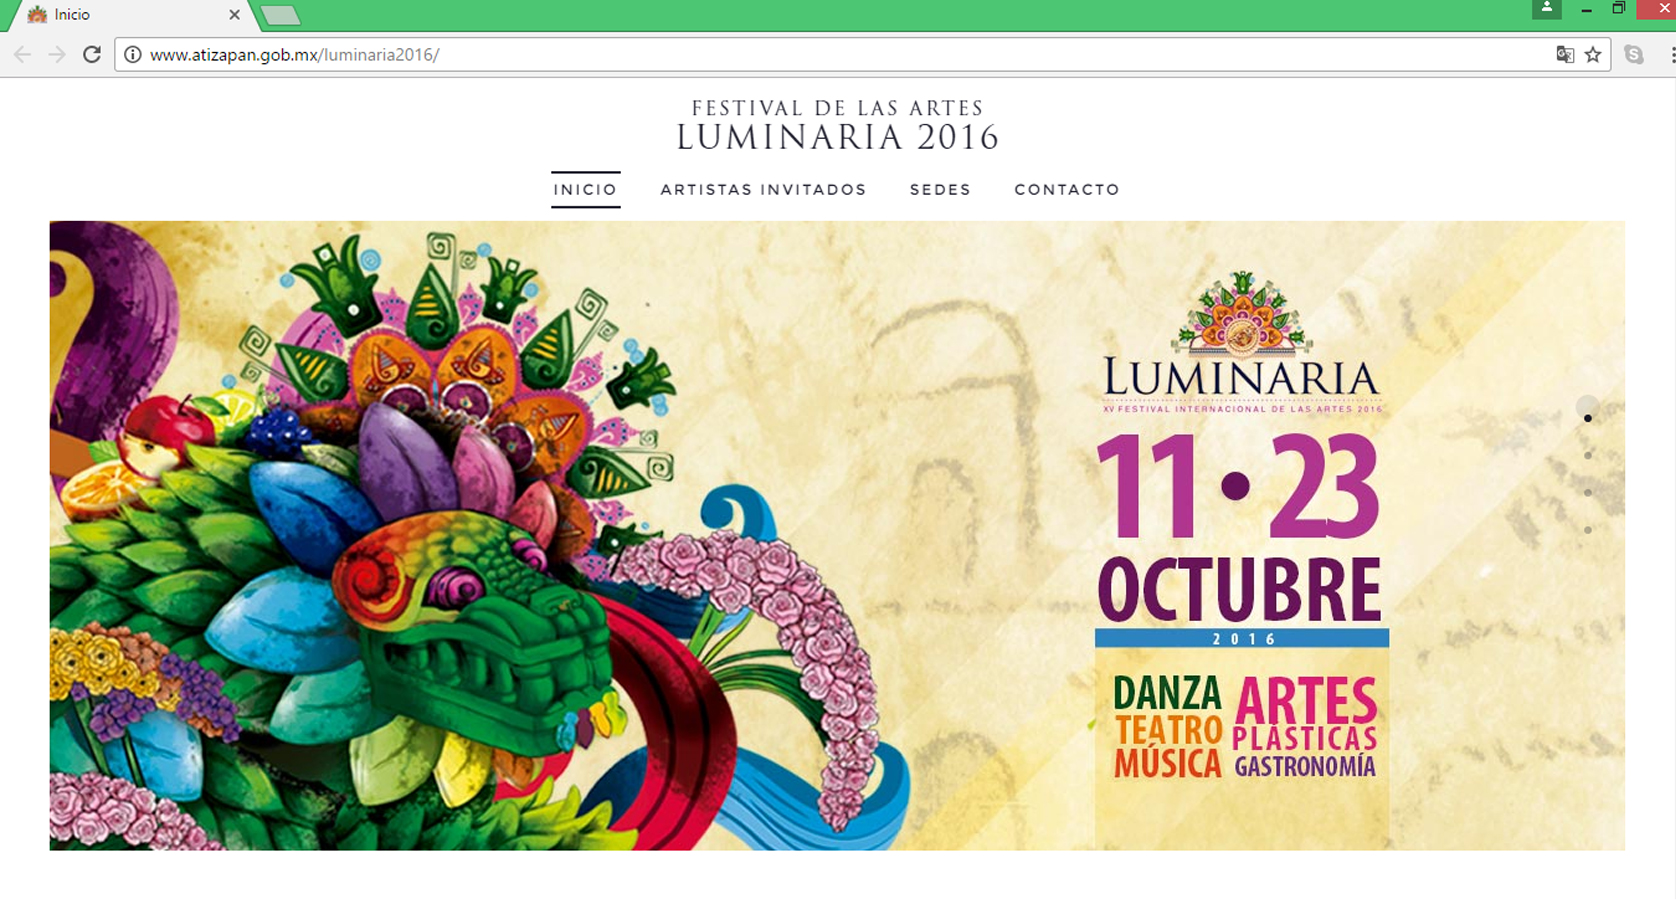 Inicio
www.atizapan.gob.mx/luminaria2016/
FESTIVAL DE LAS ARTES
LUMINARIA 2016
INICIO ARTISTAS INVITADOS SEDES CONTACTO
LUMINARIA
XV FESTIVAL INTERNACIONAL DE LAS ARTES 2016
11•23
OCTUBRE
2016
DANZA
TEATRO
MÚSICA
ARTES
PLÁSTICAS
GASTRONOMÍA